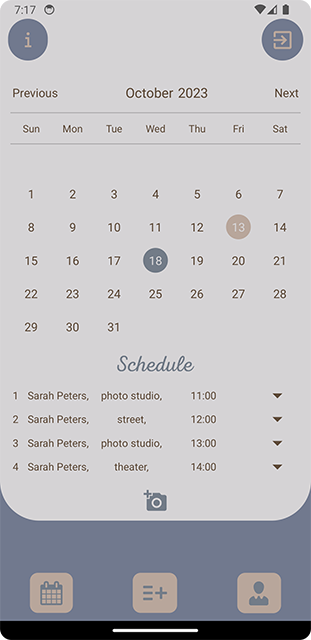 7:17
i
Previous October 2023 Next
Sun Mon Tue Wed Thu Fri Sat
1 2 3 4 5 6 7
8 9 10 11 12 13 14
15 16 17 18 19 20 21
22 23 24 25 26 27 28
29 30 31
Schedule
1 Sarah Peters, photo studio, 11:00
2 Sarah Peters, street, 12:00
3 Sarah Peters, photo studio, 13:00
4 Sarah Peters, theater, 14:00